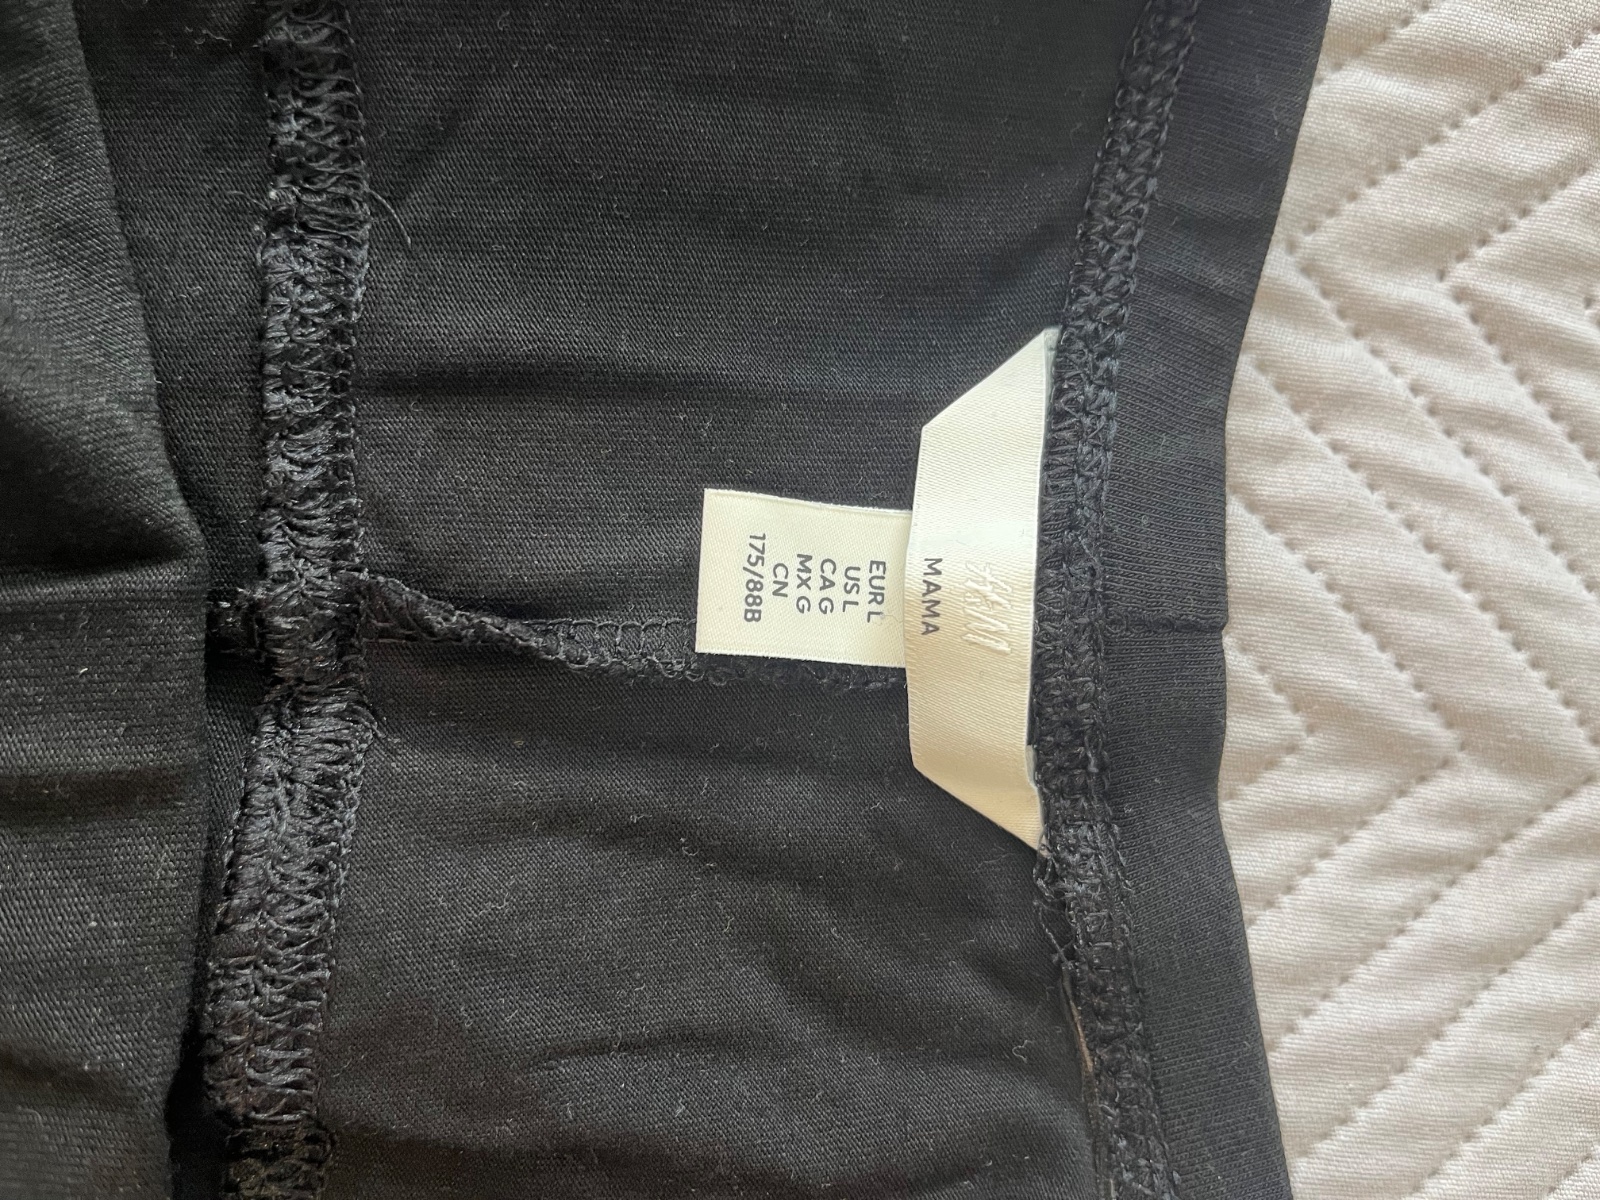 H&M
MAMA
EUR L
US L
CA G
MX G
CN
175/88B